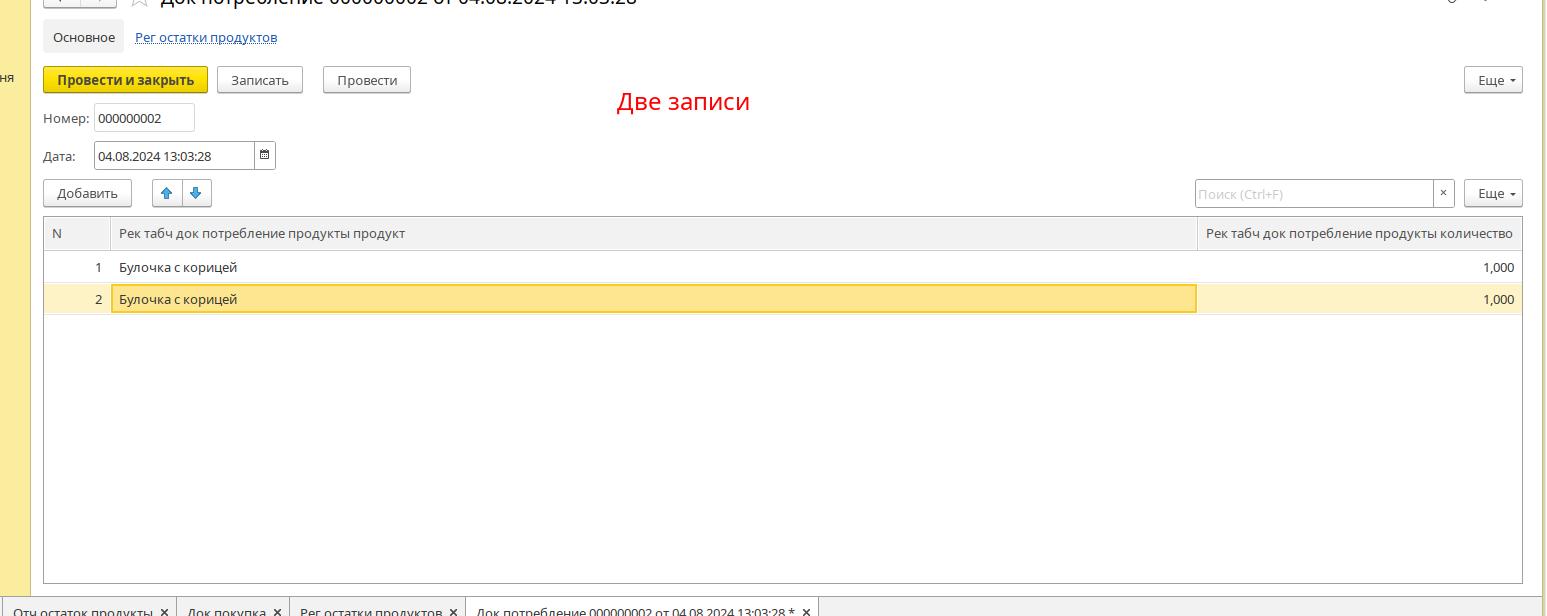 Док потребление 000000002 от 04.08.2024 13:03:28
Основное Рег остатки продуктов
ня
Провести и закрыть Записать Провести Еще
Две записи
Номер: 000000002
Дата: 04.08.2024 13:03:28
Добавить Поиск (Ctrl+F) × Еще
N Рек табч док потребление продукты продукт Рек табч док потребление продукты количество
1 Булочка с корицей 1,000
2 Булочка с корицей 1,000
Отч остаток продукты × Док покупка × Рег остатки продуктов × Док потребление 000000002 от 04.08.2024 13:03:28 * ×